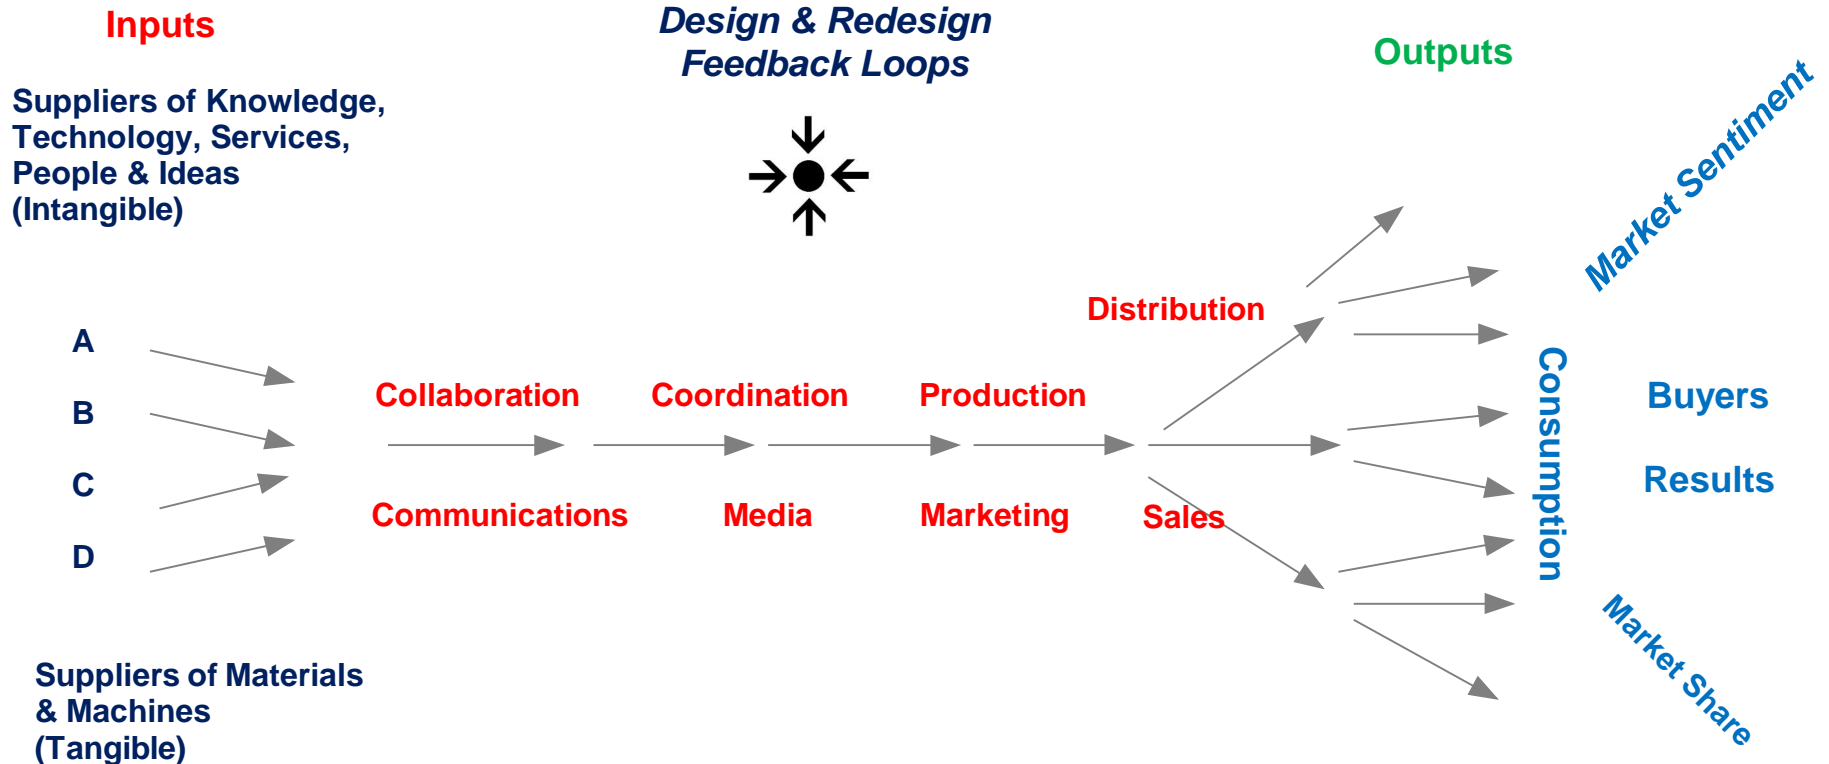 Inputs
Design & Redesign
Feedback Loops
Outputs
Suppliers of Knowledge,
Technology, Services,
People & Ideas
(Intangible)
Market Sentiment
A
B
C
D
Distribution
Collaboration
Coordination
Production
Communications
Media
Marketing
Sales
Consumption
Buyers
Results
Market Share
Suppliers of Materials
& Machines
(Tangible)